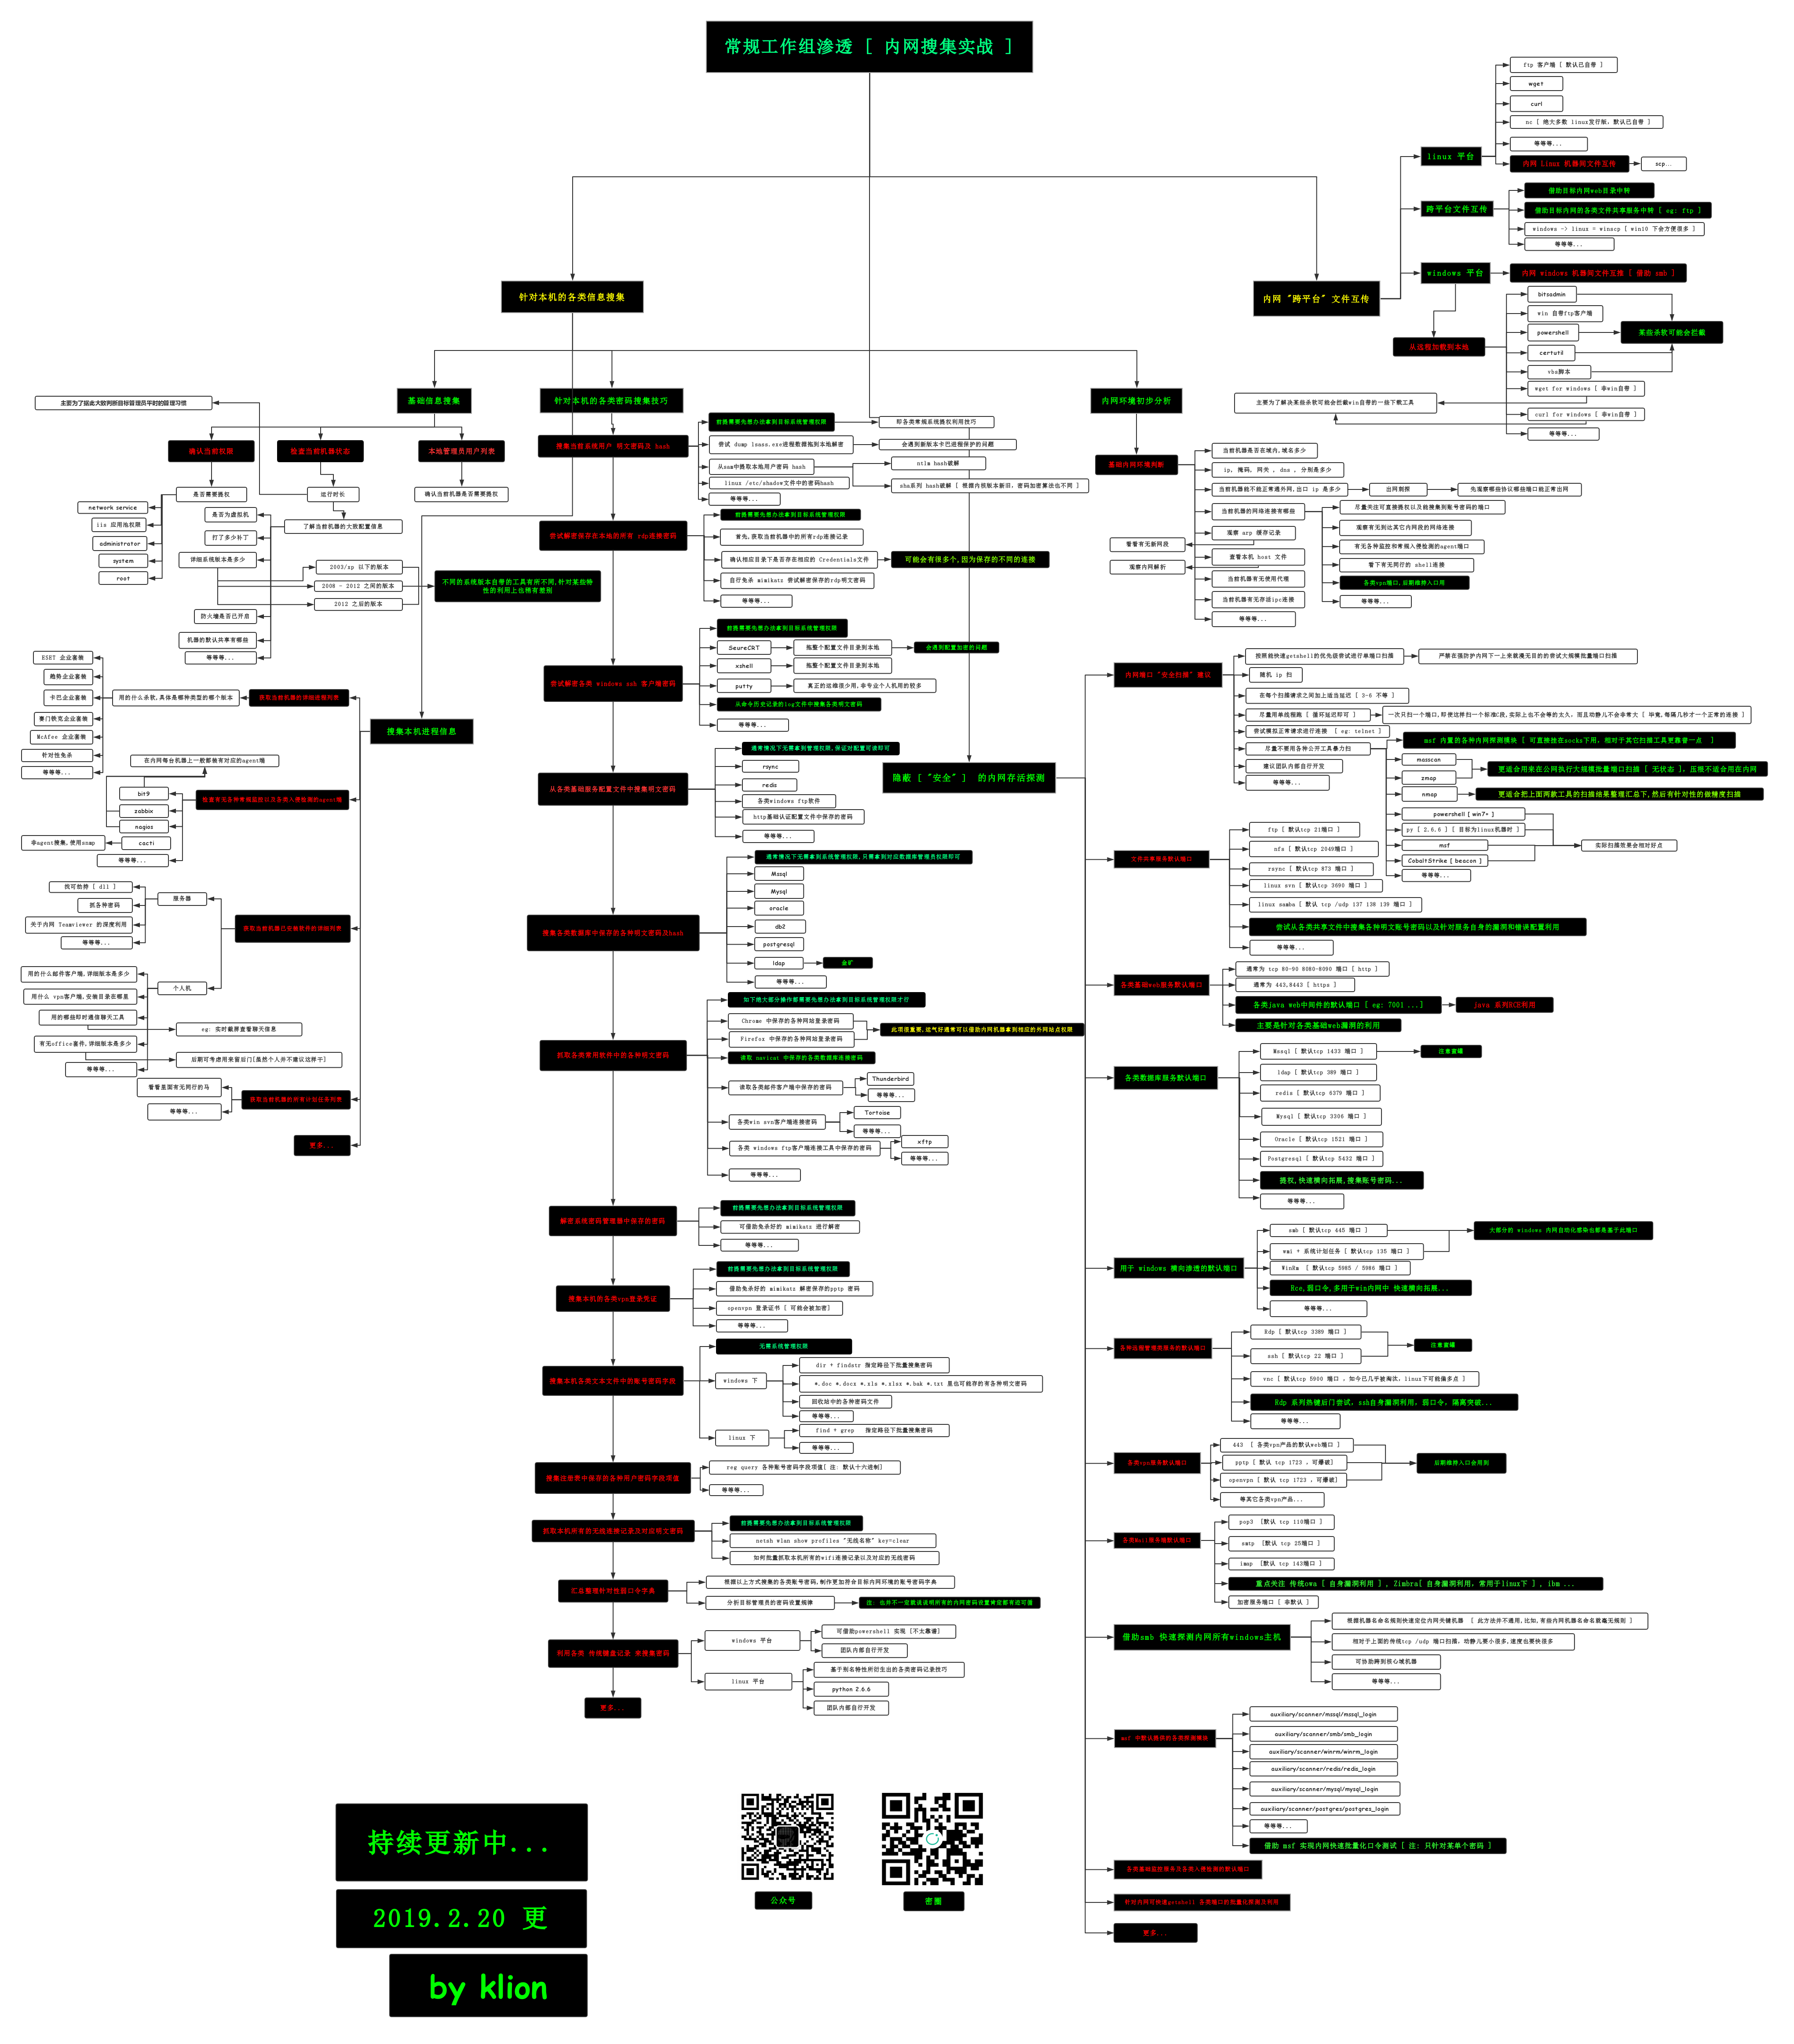 常规工作组渗透 [ 内网搜集实战 ]
针对本机的各类信息搜集
基础信息搜集
主要为了据此大致判断目标管理员平时的管理习惯
确认当前权限
检查当前机器状态
本地管理员用户列表
是否需要提权
运行时长
确认当前机器是否需要提权
network service
iis 应用池权限
administrator
system
root
了解当前机器的大致配置信息
是否为虚拟机
打了多少补丁
详细系统版本是多少
2003/xp 以下的版本
2008 - 2012 之间的版本
2012 之后的版本
不同的系统版本自带的工具有所不同,针对某些特
性的利用上也稍有差别
防火墙是否已开启
机器的默认共享有哪些
等等等...
搜集本机进程信息
获取当前机器的详细进程列表
用的什么杀软,具体是哪种类型的哪个版本
ESET 企业套装
趋势企业套装
卡巴企业套装
赛门铁克企业套装
McAfee 企业套装
针对性免杀
等等等...
在内网每台机器上一般都装有对应的agent端
检查有无各种常规监控以及各类入侵检测的agent端
bit9
zabbix
nagios
cacti
非agent搜集,使用snmp
等等等...
获取当前机器已安装软件的详细列表
服务器
找可劫持 [ dll ]
抓各种密码
关于内网 Teamviewer 的深度利用
等等等...
个人机
用的什么邮件客户端,详细版本是多少
用什么 vpn客户端,安装目录在哪里
用的哪些即时通信聊天工具
eg: 实时截屏查看聊天信息
有无office套件,详细版本是多少
后期可考虑用来留后门[虽然个人并不建议这样干]
等等等...
获取当前机器的所有计划任务列表
看看里面有无同行的马
等等等...
更多...
针对本机的各类密码搜集技巧
搜集当前系统用户 明文密码及 hash
前提需要先想办法拿到目标系统管理权限
即各类常规系统提权利用技巧
尝试 dump lsass.exe进程数据拖到本地解密
会遇到新版本卡巴进程保护的问题
从sam中提取本地用户密码 hash
ntlm hash破解
linux /etc/shadow文件中的密码hash
sha系列 hash破解 [ 根据内核版本新旧，密码加密算法也不同 ]
等等等...
尝试解密保存在本地的所有 rdp连接密码
前提需要先想办法拿到目标系统管理权限
首先,获取当前机器中的所有rdp连接记录
确认相应目录下是否存在相应的 Credentials文件
可能会有很多个,因为保存的不同的连接
自行免杀 mimikatz 尝试解密保存的rdp明文密码
等等等...
尝试解密各类 windows ssh 客户端密码
前提需要先想办法拿到目标系统管理权限
SeureCRT
拖整个配置文件目录到本地
会遇到配置加密的问题
xshell
拖整个配置文件目录到本地
putty
真正的运维很少用,非专业个人机用的较多
从命令历史记录的log文件中搜集各类明文密码
等等等...
从各类基础服务配置文件中搜集明文密码
通常情况下无需拿到管理权限,保证对配置可读即可
rsync
redis
各类windows ftp软件
http基础认证配置文件中保存的密码
等等等...
搜集各类数据库中保存的各种明文密码及hash
通常情况下无需拿到系统管理权限,只需拿到对应数据库管理员权限即可
Mssql
Mysql
oracle
db2
postgresql
ldap
金矿
等等等...
抓取各类常用软件中的各种明文密码
如下绝大部分操作都需要先想办法拿到目标系统管理权限才行
Chrome 中保存的各种网站登录密码
Firefox 中保存的各种网站登录密码
此项很重要,运气好通常可以借助内网机器拿到相应的外网站点权限
读取 navicat 中保存的各类数据库连接密码
读取各类邮件客户端中保存的密码
Thunderbird
等等等...
各类win svn客户端连接密码
Tortoise
等等等...
各类 windows ftp客户端连接工具中保存的密码
xftp
等等等...
等等等...
解密系统密码管理器中保存的密码
前提需要先想办法拿到目标系统管理权限
可借助免杀好的 mimikatz 进行解密
等等等...
搜集本机的各类vpn登录凭证
前提需要先想办法拿到目标系统管理权限
借助免杀好的 mimikatz 解密保存的pptp 密码
openvpn 登录证书 [ 可能会被加密]
等等等...
搜集本机各类文本文件中的账号密码字段
无需系统管理权限
windows 下
dir + findstr 指定路径下批量搜集密码
*.doc *.docx *.xls *.xlsx *.bak *.txt 里也可能存的有各种明文密码
回收站中的各种密码文件
等等等...
linux 下
find + grep 指定路径下批量搜集密码
等等等...
搜集注册表中保存的各种用户密码字段项值
reg query 各种账号密码字段项值[ 注: 默认十六进制]
等等等...
抓取本机所有的无线连接记录及对应明文密码
前提需要先想办法拿到目标系统管理权限
netsh wlan show profiles "无线名称" key=clear
如何批量抓取本机所有的wifi连接记录以及对应的无线密码
汇总整理针对性弱口令字典
根据以上方式搜集的各类账号密码,制作更加符合目标内网环境的账号密码字典
分析目标管理员的密码设置规律
利用各类 传统键盘记录 来搜集密码
windows 平台
可借助powershell 实现 [不太靠谱]
团队内部自行开发
linux 平台
基于别名特性所衍生出的各类密码记录技巧
python 2.6.6
团队内部自行开发
更多...
内网环境初步分析
基础内网环境判断
当前机器是否在域内,域名多少
ip, 掩码, 网关 , dns , 分别是多少
当前机器能不能正常通外网,出口 ip 是多少
出网刺探
先观察哪些协议哪些端口能正常出网
当前机器的网络连接有哪些
尽量关注可直接提权以及能搜集到账号密码的端口
观察有无到达其它内网段的网络连接
有无各种监控和常规入侵检测的agent端口
看下有无同行的 shell连接
各类vpn端口,后期维持入口用
等等等...
观察 arp 缓存记录
看看有无新网段
查看本机 host 文件
观察内网解析
当前机器有无使用代理
当前机器有无存活ipc连接
等等等...
内网 "跨平台" 文件互传
linux 平台
ftp 客户端 [ 默认已自带 ]
wget
curl
nc [ 绝大多数 linux发行版，默认已自带 ]
等等等...
内网 Linux 机器间文件互拷
scp...
跨平台文件互传
借助目标内网web目录中转
借助目标内网的各类文件共享服务中转 [ eg: ftp ]
windows -> linux = winscp [ win10 下会方便很多 ]
等等等...
windows 平台
内网 windows 机器间文件互推 [ 借助 smb ]
从远程加载到本地
bitsadmin
win 自带ftp客户端
powershell
certutil
vbs脚本
某些杀软可能会拦截
wget for windows [ 非win自带 ]
主要为了解决某些杀软可能会拦截win自带的一些下载工具
curl for windows [ 非win自带 ]
等等等...
隐蔽 [ "安全"] 的内网存活探测
内网端口 "安全扫描" 建议
按照能快速getshell的优先级尝试进行单端口扫描
严禁在强防护内网下一上来就漫无目的的尝试大规模批量端口扫描
随机 ip 扫
在每个扫描请求之间加上适当延迟 [ 3-6 不等 ]
尽量用单线程跑 [ 循环延迟即可 ]
一次只扫一个端口,即使这样扫一个标准C段,实际上也不会等的太久，而且动静儿不会非常大 [ 毕竟,每隔几秒才一个正常的连接 ]
尝试模拟正常请求进行连接 [ eg: telnet ]
尽量不要用各种公开工具暴力扫
msf 内置的各种内网探测模块 [ 可直接挂在socks下用，相对于其它扫描工具更靠普一点 ]
masscan
zmap
更适合用来在公网执行大规模批量端口扫描 [ 无状态 ]，压根不适合用在内网
nmap
更适合把上面两款工具的扫描结果整理汇总下,然后有针对性的做精度扫描
powershell [ win7+ ]
py [ 2.6.6 ] [ 目标为linux机器时 ]
msf
CobaltStrike [ beacon ]
实际扫描效果会相对好点
等等等...
建议团队内部自行开发
等等等...
文件共享服务默认端口
ftp [ 默认tcp 21端口 ]
nfs [ 默认tcp 2049端口 ]
rsync [ 默认tcp 873 端口 ]
linux svn [ 默认tcp 3690 端口 ]
linux samba [ 默认 tcp /udp 137 138 139 端口 ]
尝试从各类共享文件中搜集各种明文账号密码以及针对服务自身的漏洞和错误配置利用
等等等...
各类基础web服务默认端口
通常为 tcp 80-90 8080-8090 端口 [ http ]
通常为 443,8443 [ https ]
各类java web中间件的默认端口 [ eg: 7001 ...]
java 系列RCE利用
主要是针对各类基础web漏洞的利用
各类数据库服务默认端口
Mssql [ 默认tcp 1433 端口 ]
注意蜜罐
ldap [ 默认tcp 389 端口 ]
redis [ 默认tcp 6379 端口 ]
Mysql [ 默认tcp 3306 端口 ]
Oracle [ 默认tcp 1521 端口 ]
Postgresql [ 默认tcp 5432 端口 ]
提权,快速横向拓展,搜集账号密码...
等等等...
用于 windows 横向渗透的默认端口
smb [ 默认tcp 445 端口 ]
大部分的 windows 内网自动化感染也都是基于此端口
wmi + 系统计划任务 [ 默认tcp 135 端口 ]
WinRm [ 默认tcp 5985 / 5986 端口 ]
Rce,弱口令,多用于win内网中 快速横向拓展...
等等等...
各种远程管理类服务的默认端口
Rdp [ 默认tcp 3389 端口 ]
ssh [ 默认tcp 22 端口 ]
注意蜜罐
vnc [ 默认tcp 5900 端口 ，如今已几乎被淘汰，linux下可能偏多点 ]
Rdp 系列热键后门尝试，ssh自身漏洞利用，弱口令，隔离突破...
等等等...
各类vpn服务默认端口
443 [ 各类vpn产品的默认web端口 ]
pptp [ 默认 tcp 1723 ，可爆破]
openvpn [ 默认 tcp 1723 ，可爆破]
后期维持入口会用到
等其它各类vpn产品...
各类Mail服务端默认端口
pop3 [默认 tcp 110端口 ]
smtp [默认 tcp 25端口 ]
imap [默认 tcp 143端口 ]
重点关注 传统owa [ 自身漏洞利用 ] , Zimbra[ 自身漏洞利用，常用于linux下 ] , ibm ...
加密服务端口 [ 非默认 ]
借助smb 快速探测内网所有windows主机
根据机器名命名规则快速定位内网关键机器 [ 此方法并不通用,比如,有些内网机器名命名就毫无规则 ]
相对于上面的传统tcp /udp 端口扫描，动静儿要小很多,速度也要快很多
可协助跨到核心域机器
等等等...
msf 中默认提供的各类探测模块
auxiliary/scanner/mssql/mssql_login
auxiliary/scanner/smb/smb_login
auxiliary/scanner/winrm/winrm_login
auxiliary/scanner/redis/redis_login
auxiliary/scanner/mysql/mysql_login
auxiliary/scanner/postgres/postgres_login
等等等...
借助 msf 实现内网快速批量化口令测试 [ 注: 只针对某单个密码 ]
各类基础监控服务及各类入侵检测的默认端口
更多...
持续更新中...
2019.2.20 更
by klion
公众号
密圈